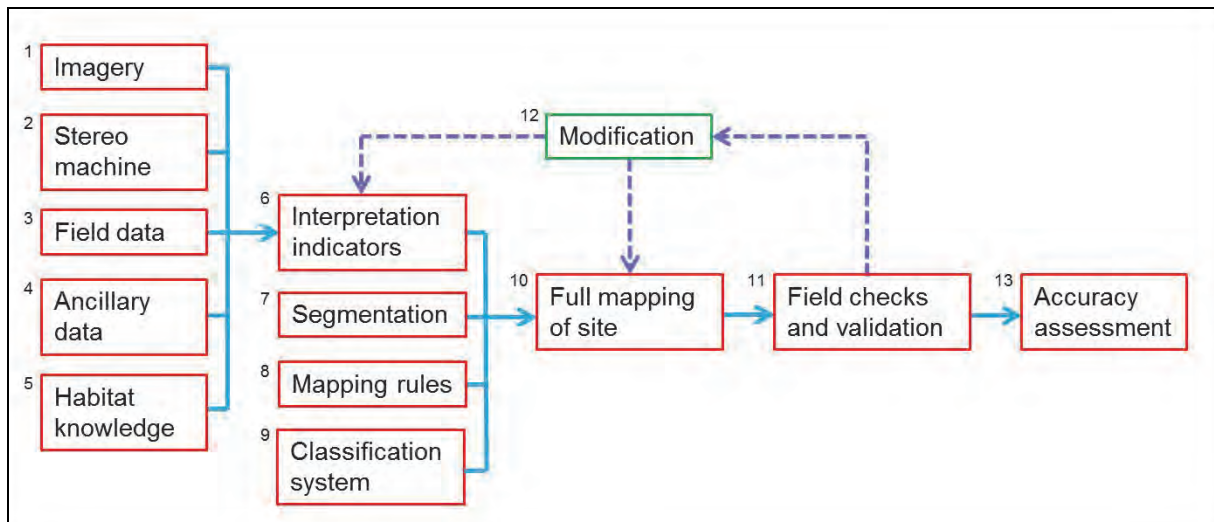 1
Imagery
2
Stereo
machine
3
Field data
4
Ancillary
data
5
Habitat
knowledge
6
Interpretation
indicators
7
Segmentation
8
Mapping rules
9
Classification
system
10
Full mapping
of site
11
Field checks
and validation
12
Modification
13
Accuracy
assessment